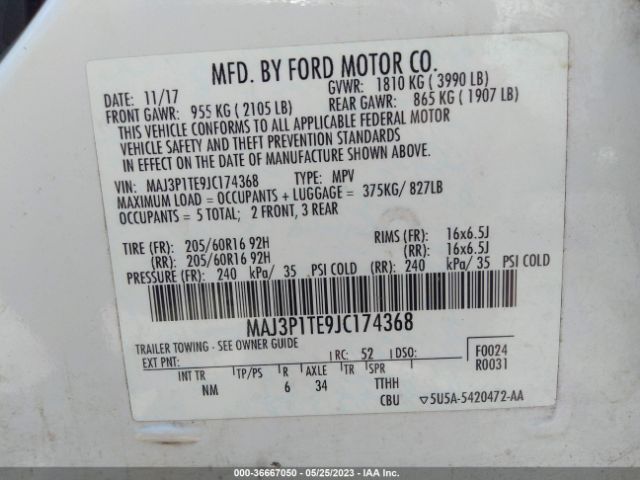 MFD. BY FORD MOTOR CO.
DATE: 11/17 GVWR: 1810 KG ( 3990 LB)
FRONT GAWR: 955 KG ( 2105 LB) REAR GAWR: 865 KG ( 1907 LB
THIS VEHICLE CONFORMS TO ALL APPLICABLE FEDERAL MOTOR
VEHICLE SAFETY AND THEFT PREVENTION STANDARDS
IN EFFECT ON THE DATE OF MANUFACTURE SHOWN ABOVE.
VIN: MAJ3P1TE9JC174368 TYPE: MPV
MAXIMUM LOAD = OCCUPANTS + LUGGAGE = 375KG/ 827LB
OCCUPANTS = 5 TOTAL; 2 FRONT, 3 REAR
TIRE (FR): 205/60R16 92H RIMS (FR): 16x6.5J
(RR): 205/60R16 92H (RR): 16x6.5J
PRESSURE (FR): 240 kPa/ 35 PSI COLD (RR): 240 kPa/ 35 PSI COLD
MAJ3P1TE9JC174368
TRAILER TOWING - SEE OWNER GUIDE
EXT PNT: RC: 52 DSO: F0024
INT TR TP/PS R AXLE TR SPR R0031
NM 6 34 TTHH
CBU ▽5U5A-5420472-AA
000-36667050 - 05/25/2023 - IAA Inc.